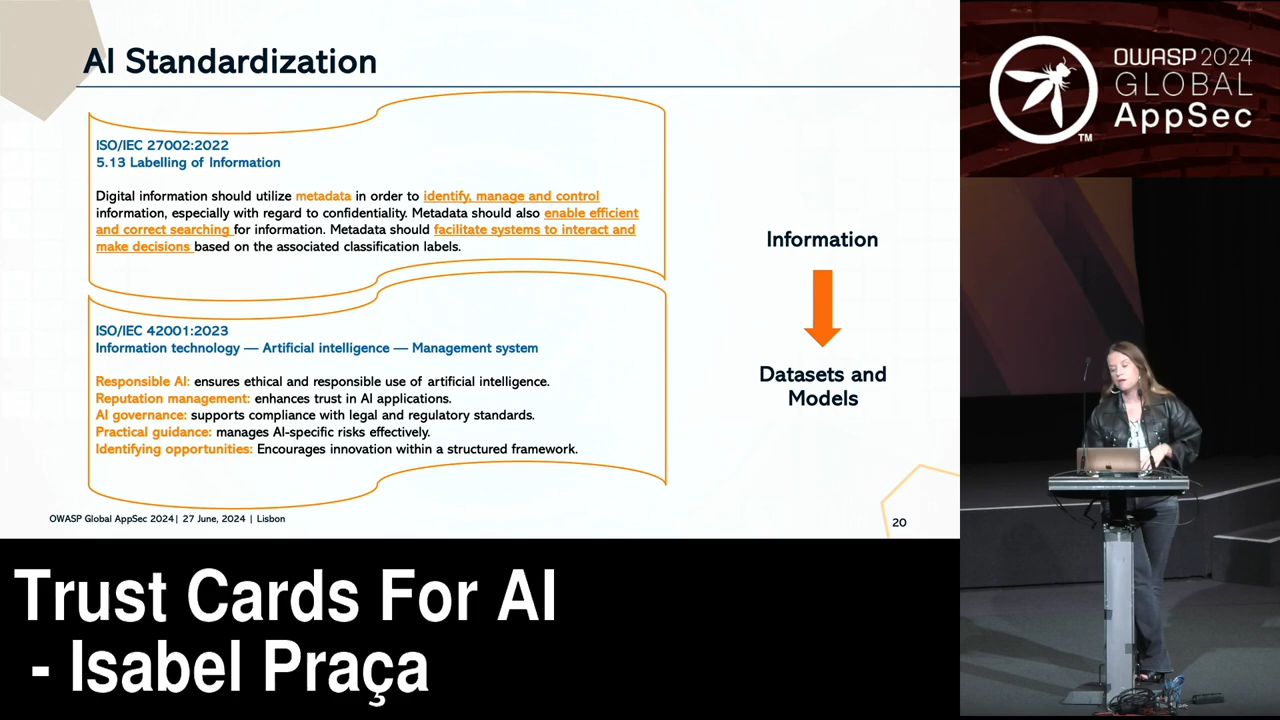 AI Standardization
ISO/IEC 27002:2022
5.13 Labelling of Information
Digital information should utilize metadata in order to identify, manage and control
information, especially with regard to confidentiality. Metadata should also enable efficient
and correct searching for information. Metadata should facilitate systems to interact and
make decisions based on the associated classification labels.
ISO/IEC 42001:2023
Information technology — Artificial intelligence — Management system
Responsible AI: ensures ethical and responsible use of artificial intelligence.
Reputation management: enhances trust in AI applications.
AI governance: supports compliance with legal and regulatory standards.
Practical guidance: manages AI-specific risks effectively.
Identifying opportunities: Encourages innovation within a structured framework.
Information
Datasets and
Models
OWASP Global AppSec 2024| 27 June, 2024 | Lisbon
20
OWASP 2024
GLOBAL
AppSec
TM
Trust Cards For AI
- Isabel Praça